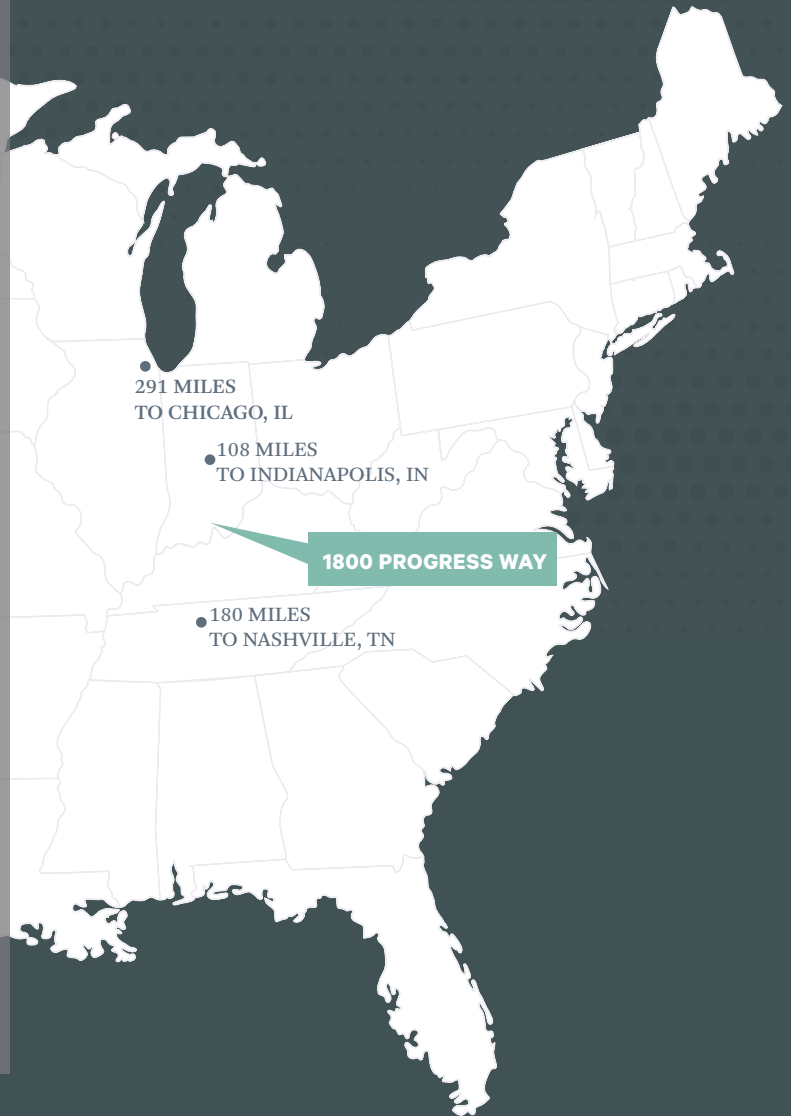 291 MILES
TO CHICAGO, IL
108 MILES
TO INDIANAPOLIS, IN
1800 PROGRESS WAY
180 MILES
TO NASHVILLE, TN